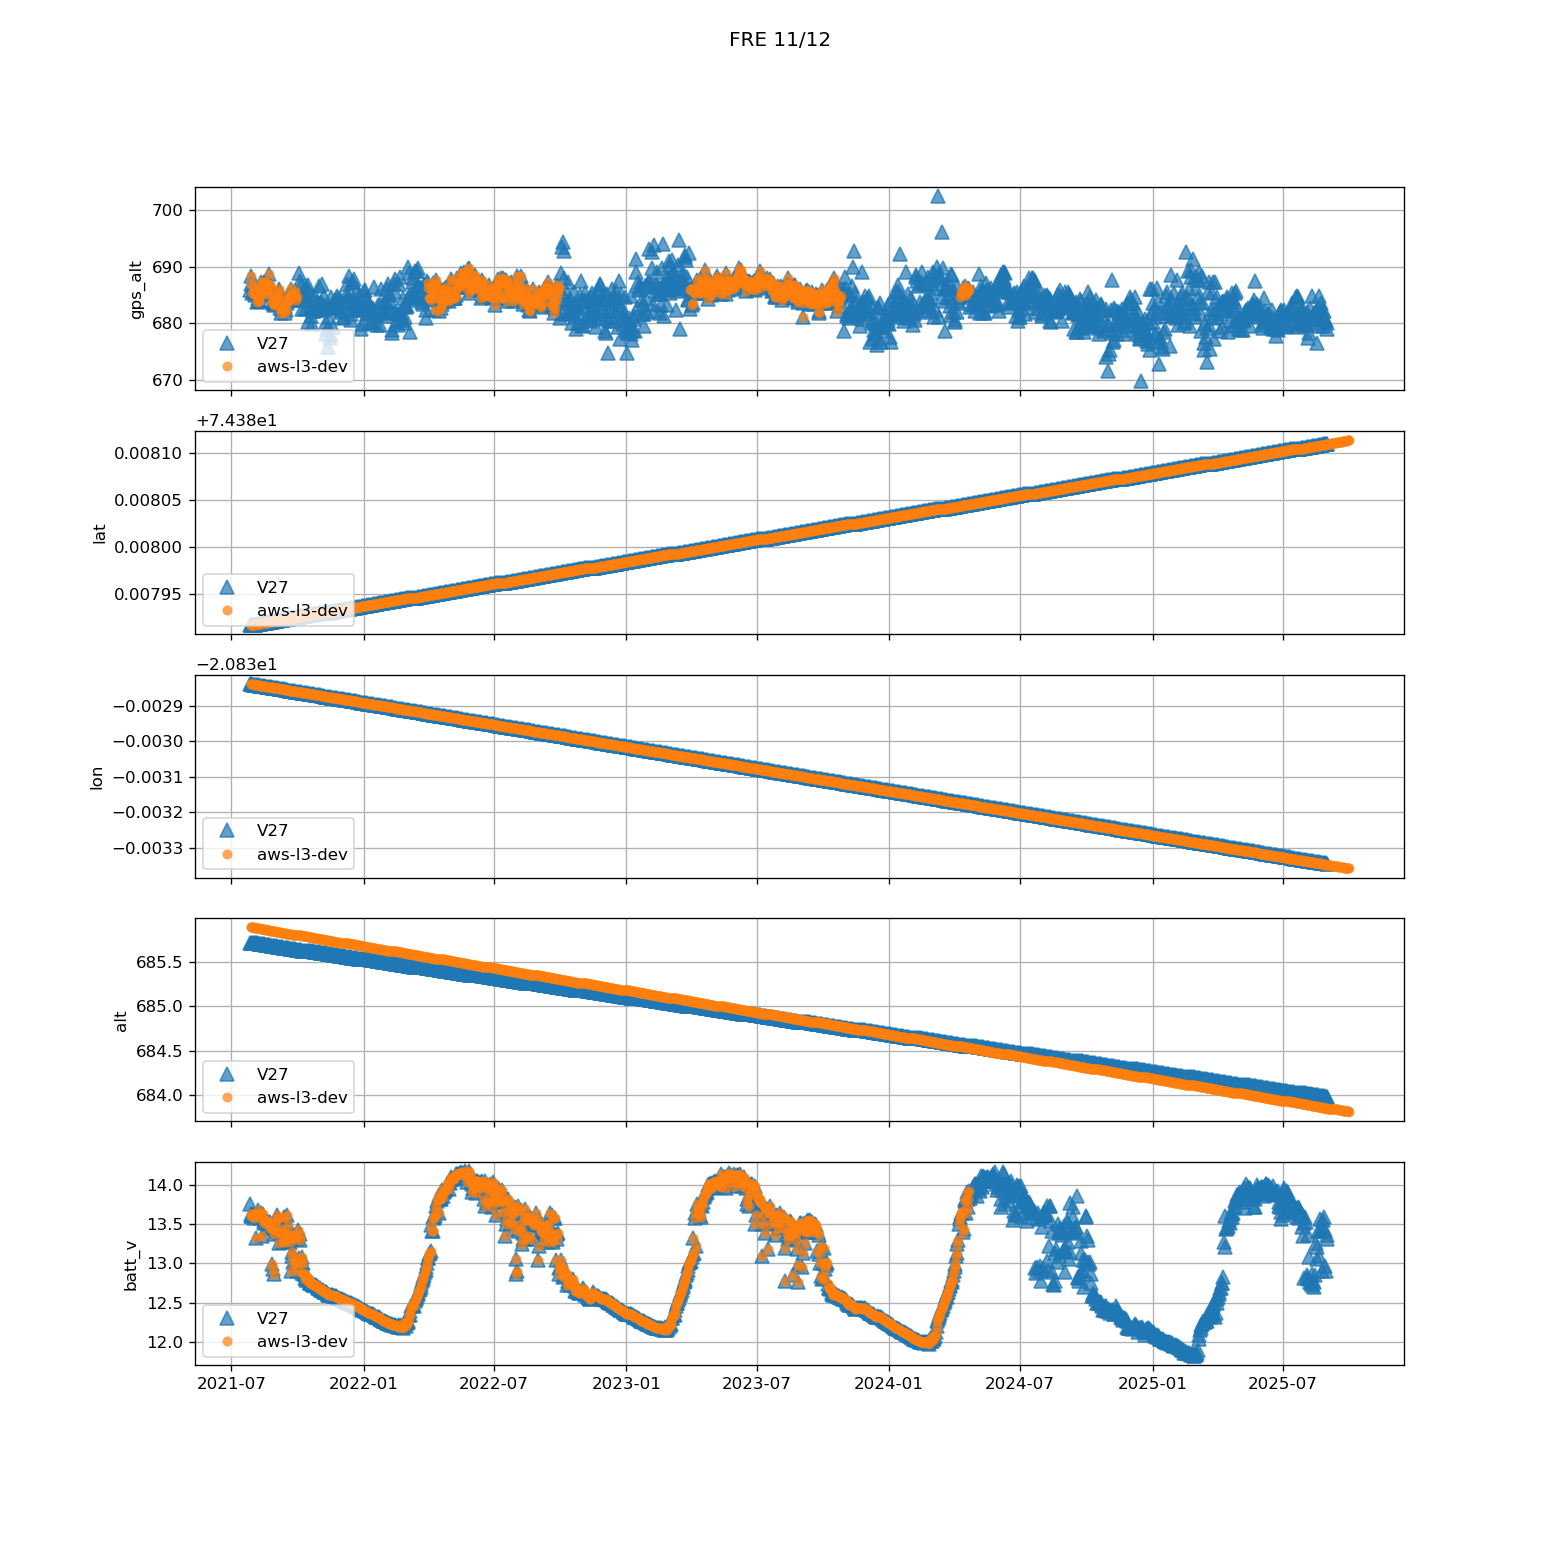 FRE 11/12
700
690
680
670
gps_alt
V27
aws-l3-dev
+7.438e1
0.00810
0.00805
0.00800
0.00795
lat
V27
aws-l3-dev
−2.083e1
−0.0029
−0.0030
−0.0031
−0.0032
−0.0033
lon
V27
aws-l3-dev
685.5
685.0
684.5
684.0
alt
V27
aws-l3-dev
14.0
13.5
13.0
12.5
12.0
batt_v
V27
aws-l3-dev
2021-07 2022-01 2022-07 2023-01 2023-07 2024-01 2024-07 2025-01 2025-07